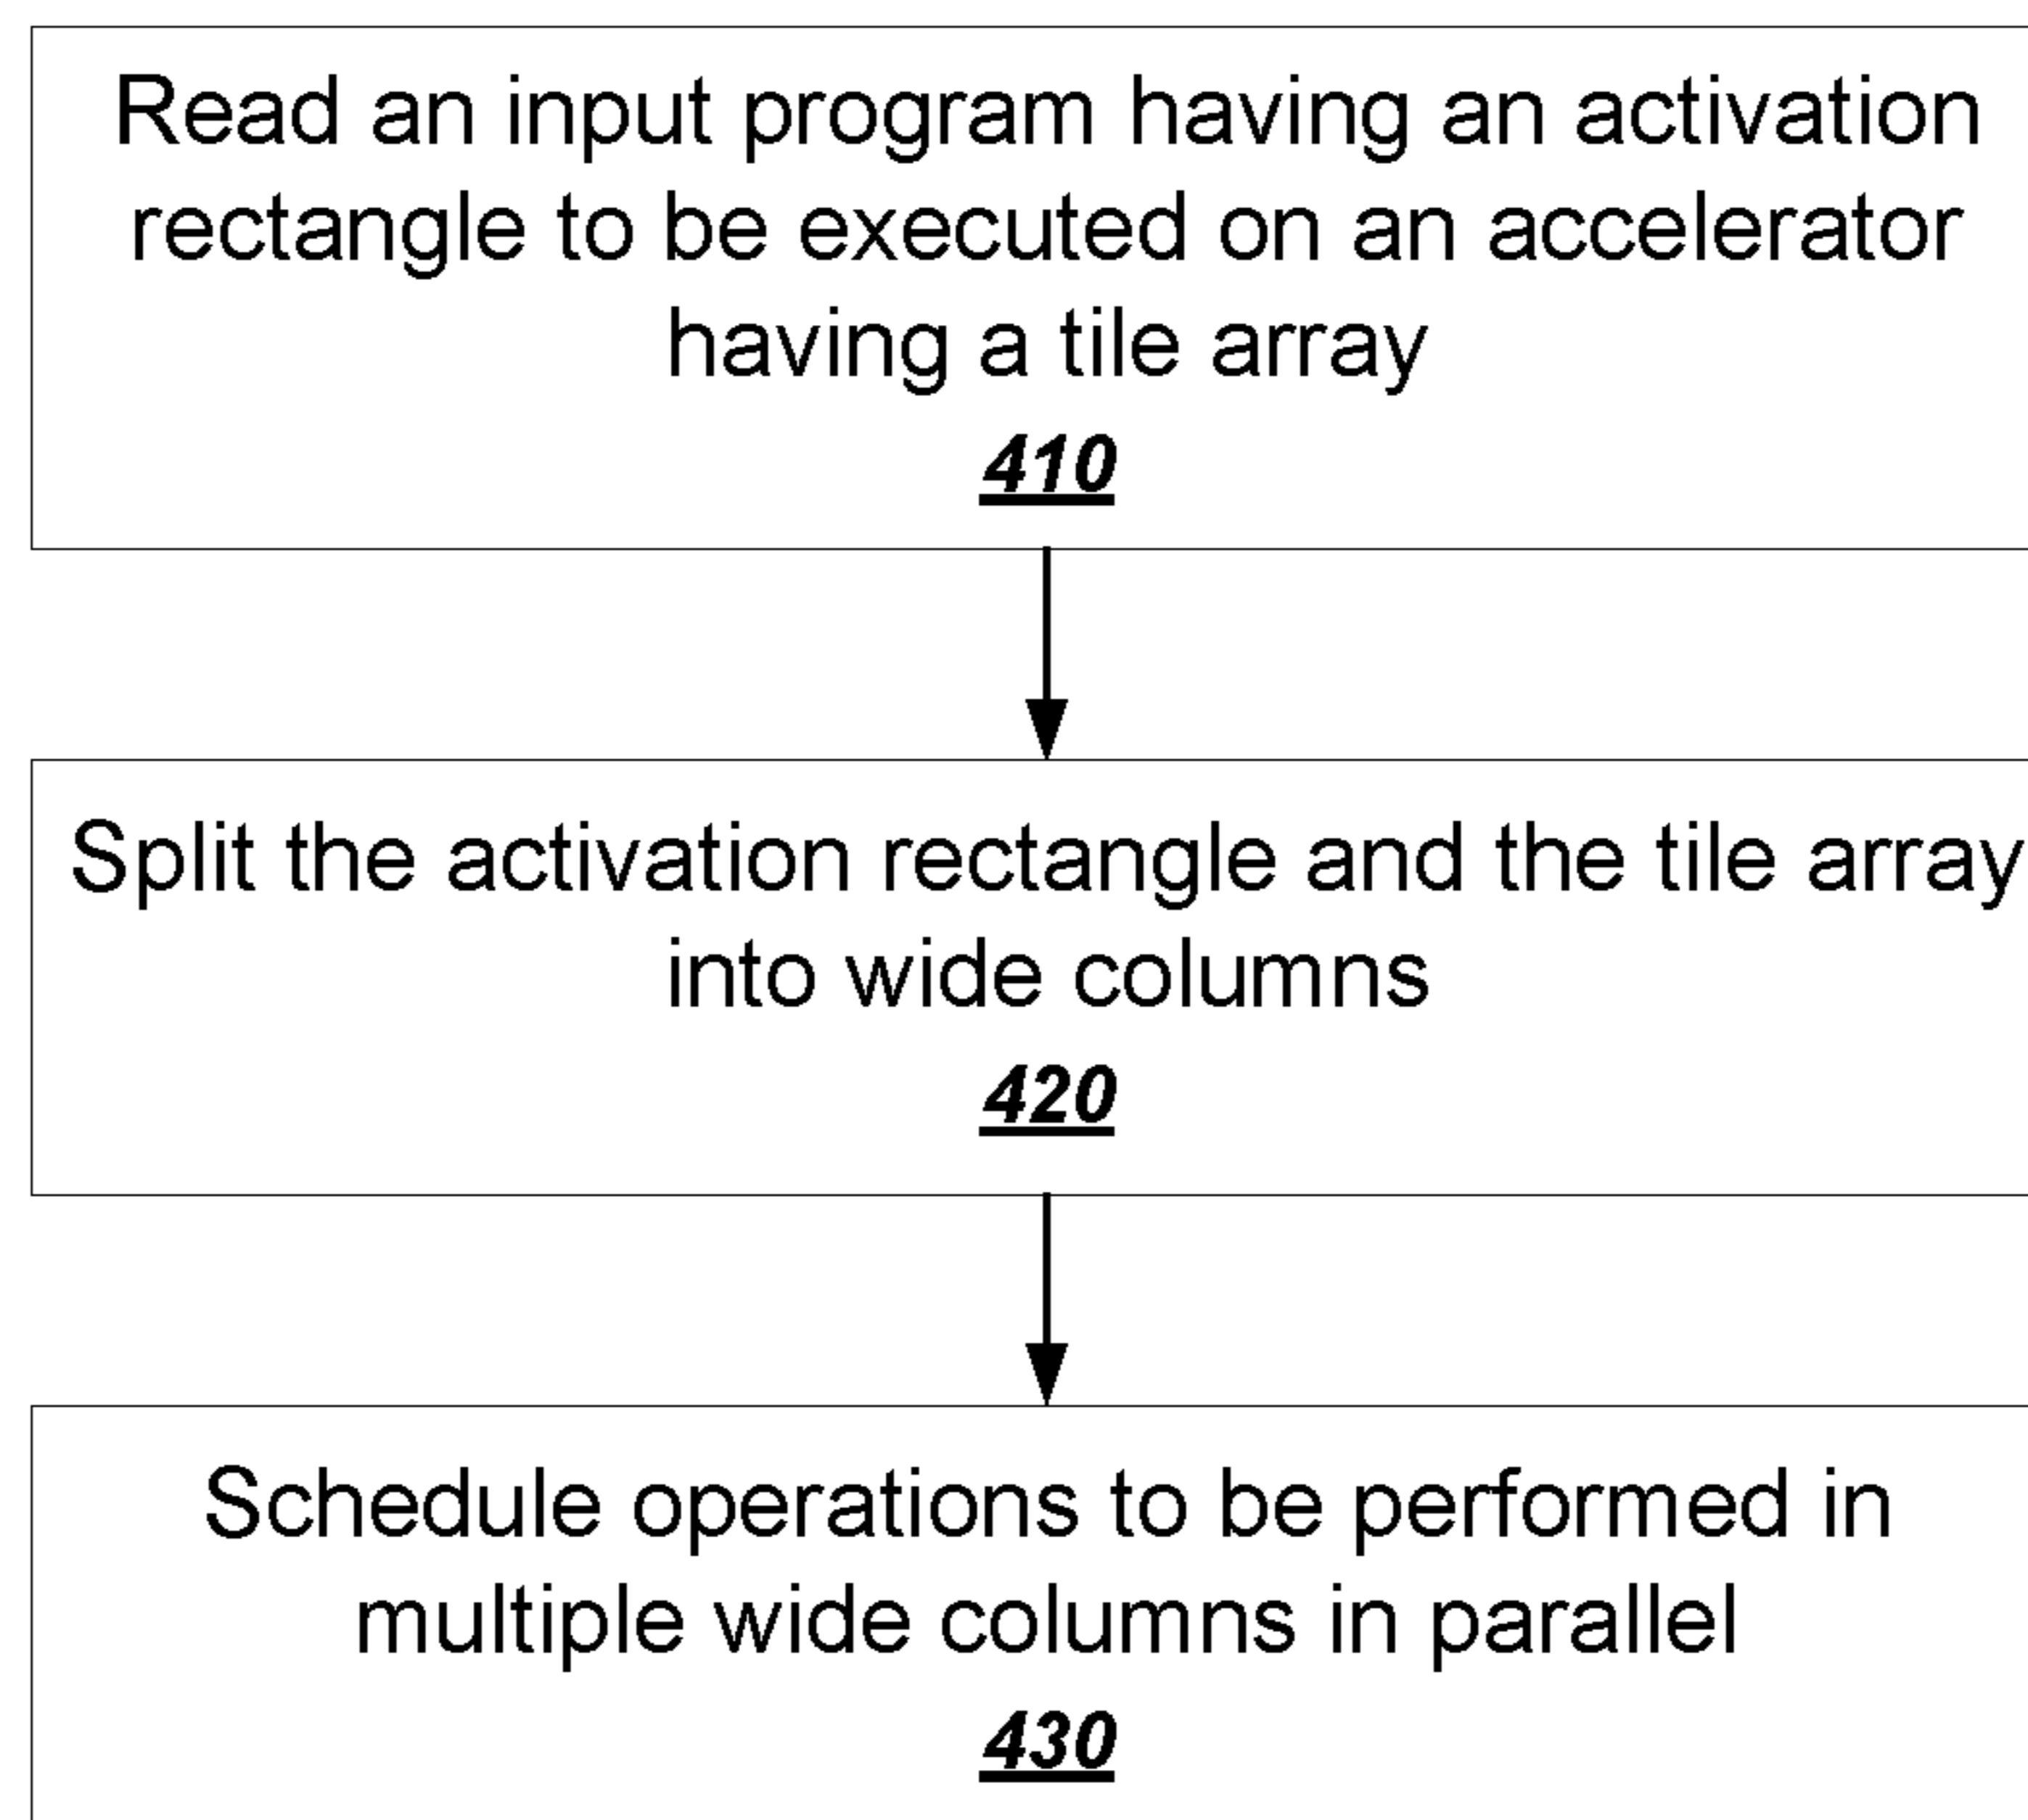 Read an input program having an activation
rectangle to be executed on an accelerator
having a tile array
410
Split the activation rectangle and the tile array
into wide columns
420
Schedule operations to be performed in
multiple wide columns in parallel
430